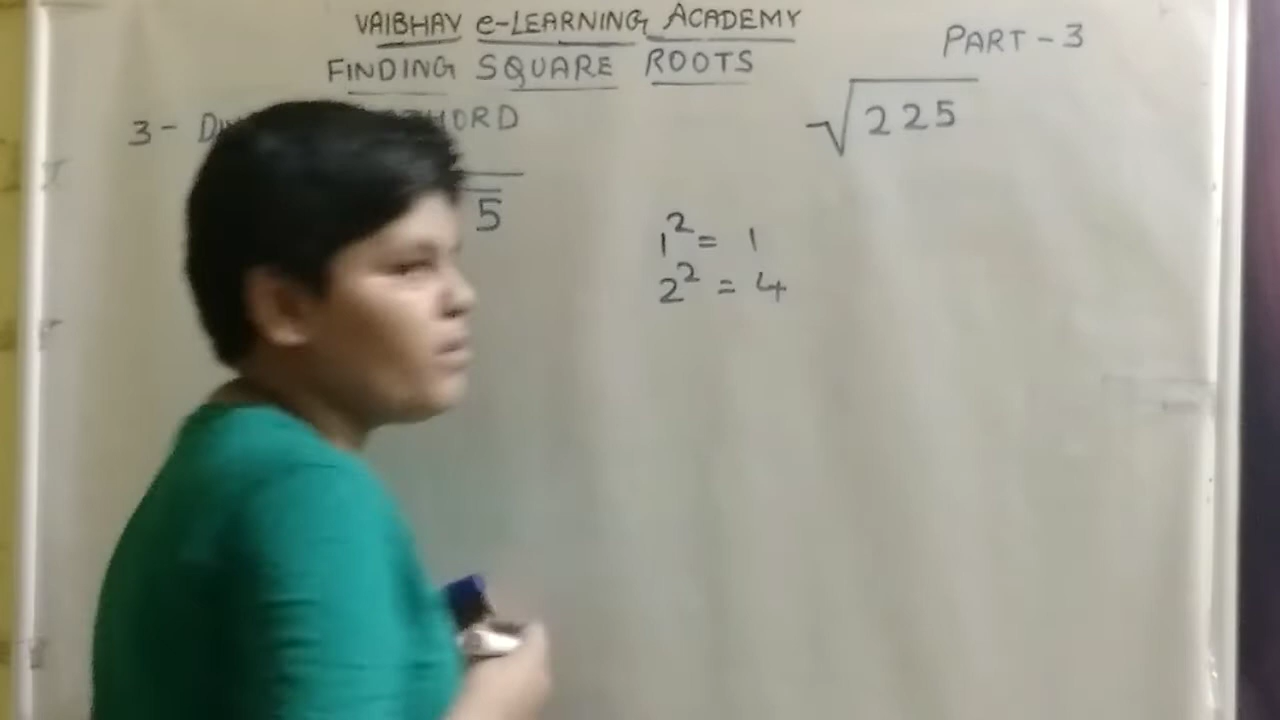 VAIBHAV e-LEARNING ACADEMY
PART - 3
FINDING SQUARE ROOTS
3 -
√225
5
1² = 1
2² = 4